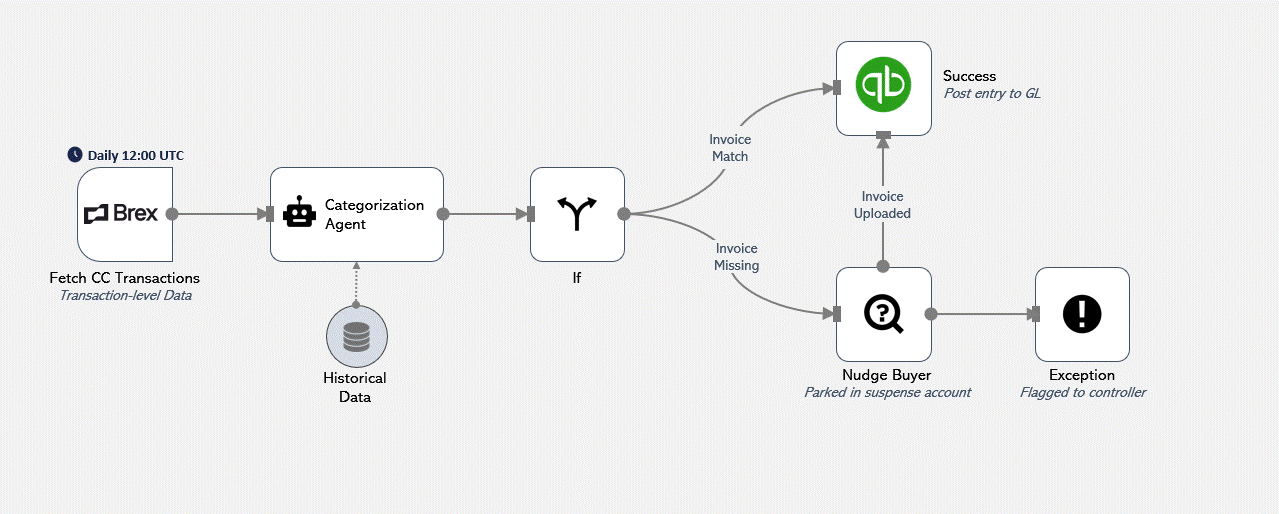 Daily 12:00 UTC
Brex
Fetch CC Transactions
Transaction-level Data
Categorization
Agent
Historical
Data
If
Invoice
Match
Invoice
Missing
qb
Success
Post entry to GL
Invoice
Uploaded
?
Nudge Buyer
Parked in suspense account
!
Exception
Flagged to controller